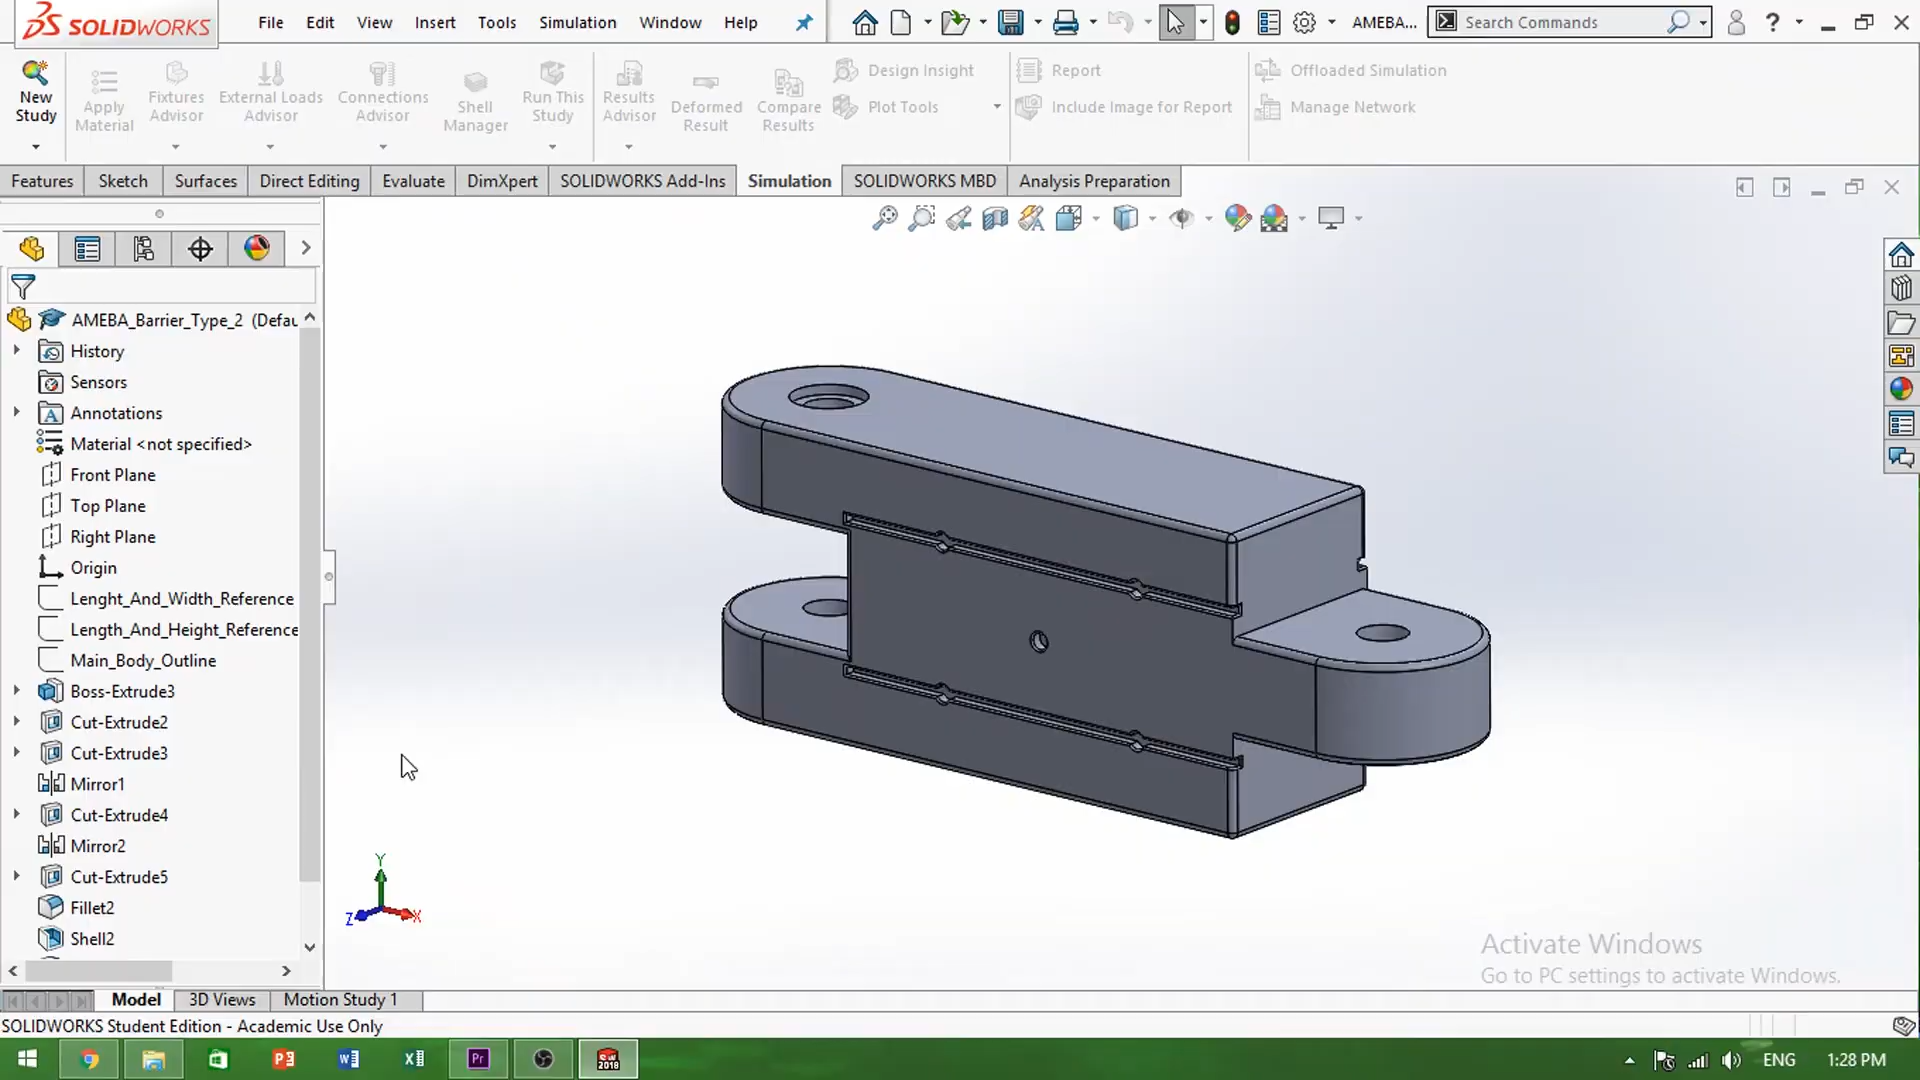 SOLIDWORKS File Edit View Insert Tools Simulation Window Help AMEBA... Search Commands ?
New Study
Apply Material
Fixtures Advisor
External Loads Advisor
Connections Advisor
Shell Manager
Run This Study
Results Advisor
Deformed Result
Compare Results
Design Insight
Plot Tools
Report
Include Image for Report
Offloaded Simulation
Manage Network
Features Sketch Surfaces Direct Editing Evaluate DimXpert SOLIDWORKS Add-Ins Simulation SOLIDWORKS MBD Analysis Preparation
AMEBA_Barrier_Type_2 (Defau
History
Sensors
A Annotations
Material <not specified>
Front Plane
Top Plane
Right Plane
Origin
Lenght_And_Width_Reference
Length_And_Height_Reference
Main_Body_Outline
Boss-Extrude3
Cut-Extrude2
Cut-Extrude3
Mirror1
Cut-Extrude4
Mirror2
Cut-Extrude5
Fillet2
Shell2
Y
Z X
Activate Windows
Go to PC settings to activate Windows.
Model 3D Views Motion Study 1
SOLIDWORKS Student Edition - Academic Use Only
Pr SW 2018 ENG 1:28 PM